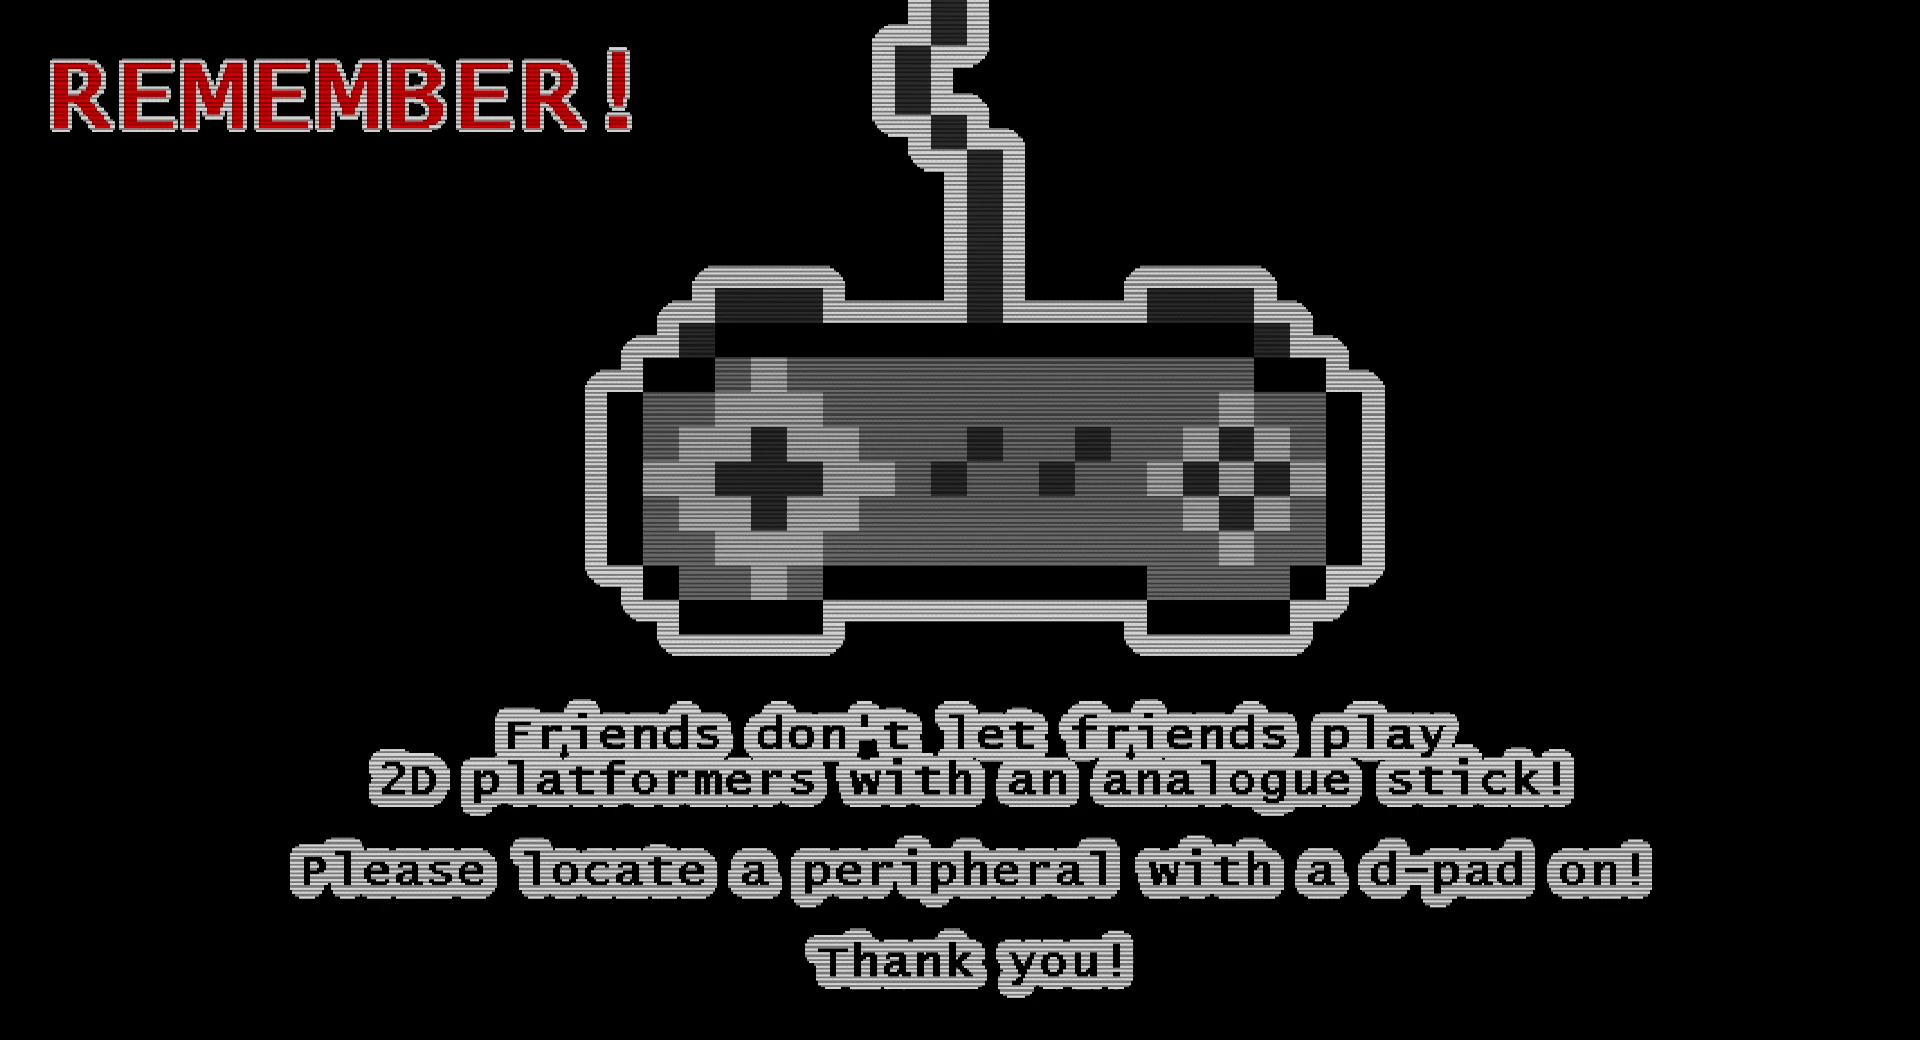 REMEMBER!
Friends don't let friends play
2D platformers with an analogue stick!
Please locate a peripheral with a d-pad on!
Thank you!